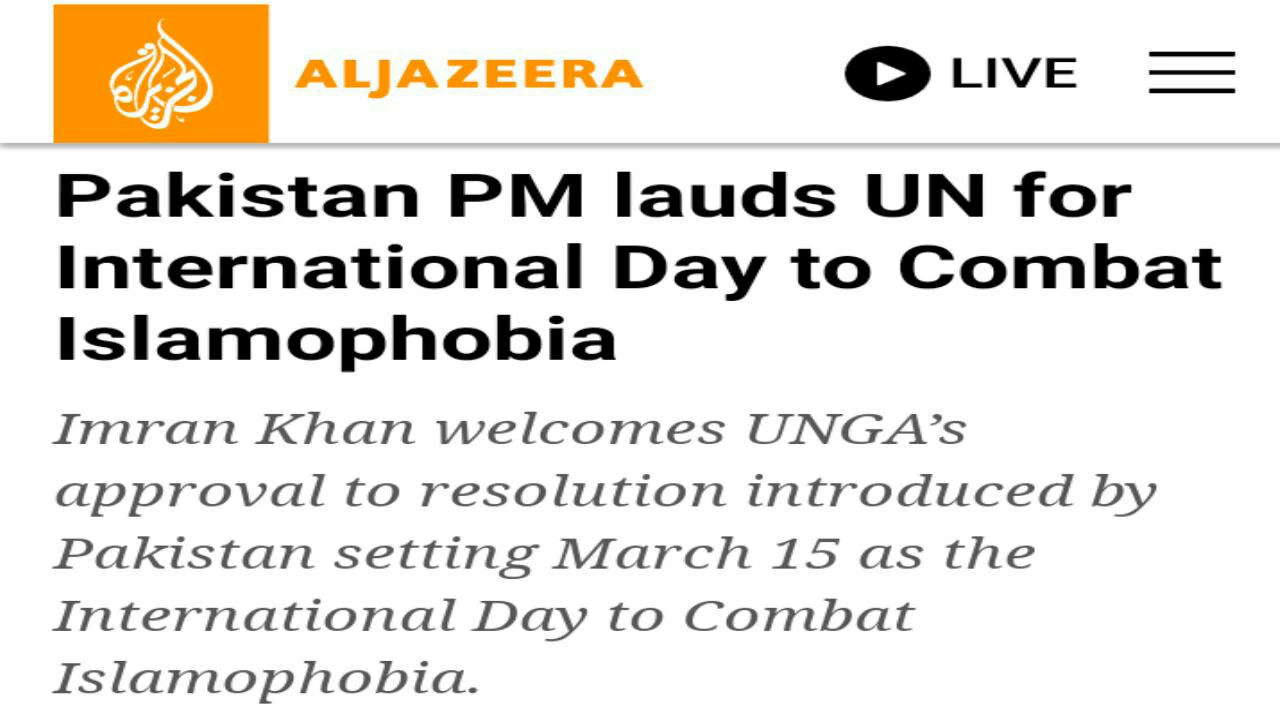 ALJAZEERA
LIVE
Pakistan PM lauds UN for
International Day to Combat
Islamophobia
Imran Khan welcomes UNGA’s
approval to resolution introduced by
Pakistan setting March 15 as the
International Day to Combat
Islamophobia.